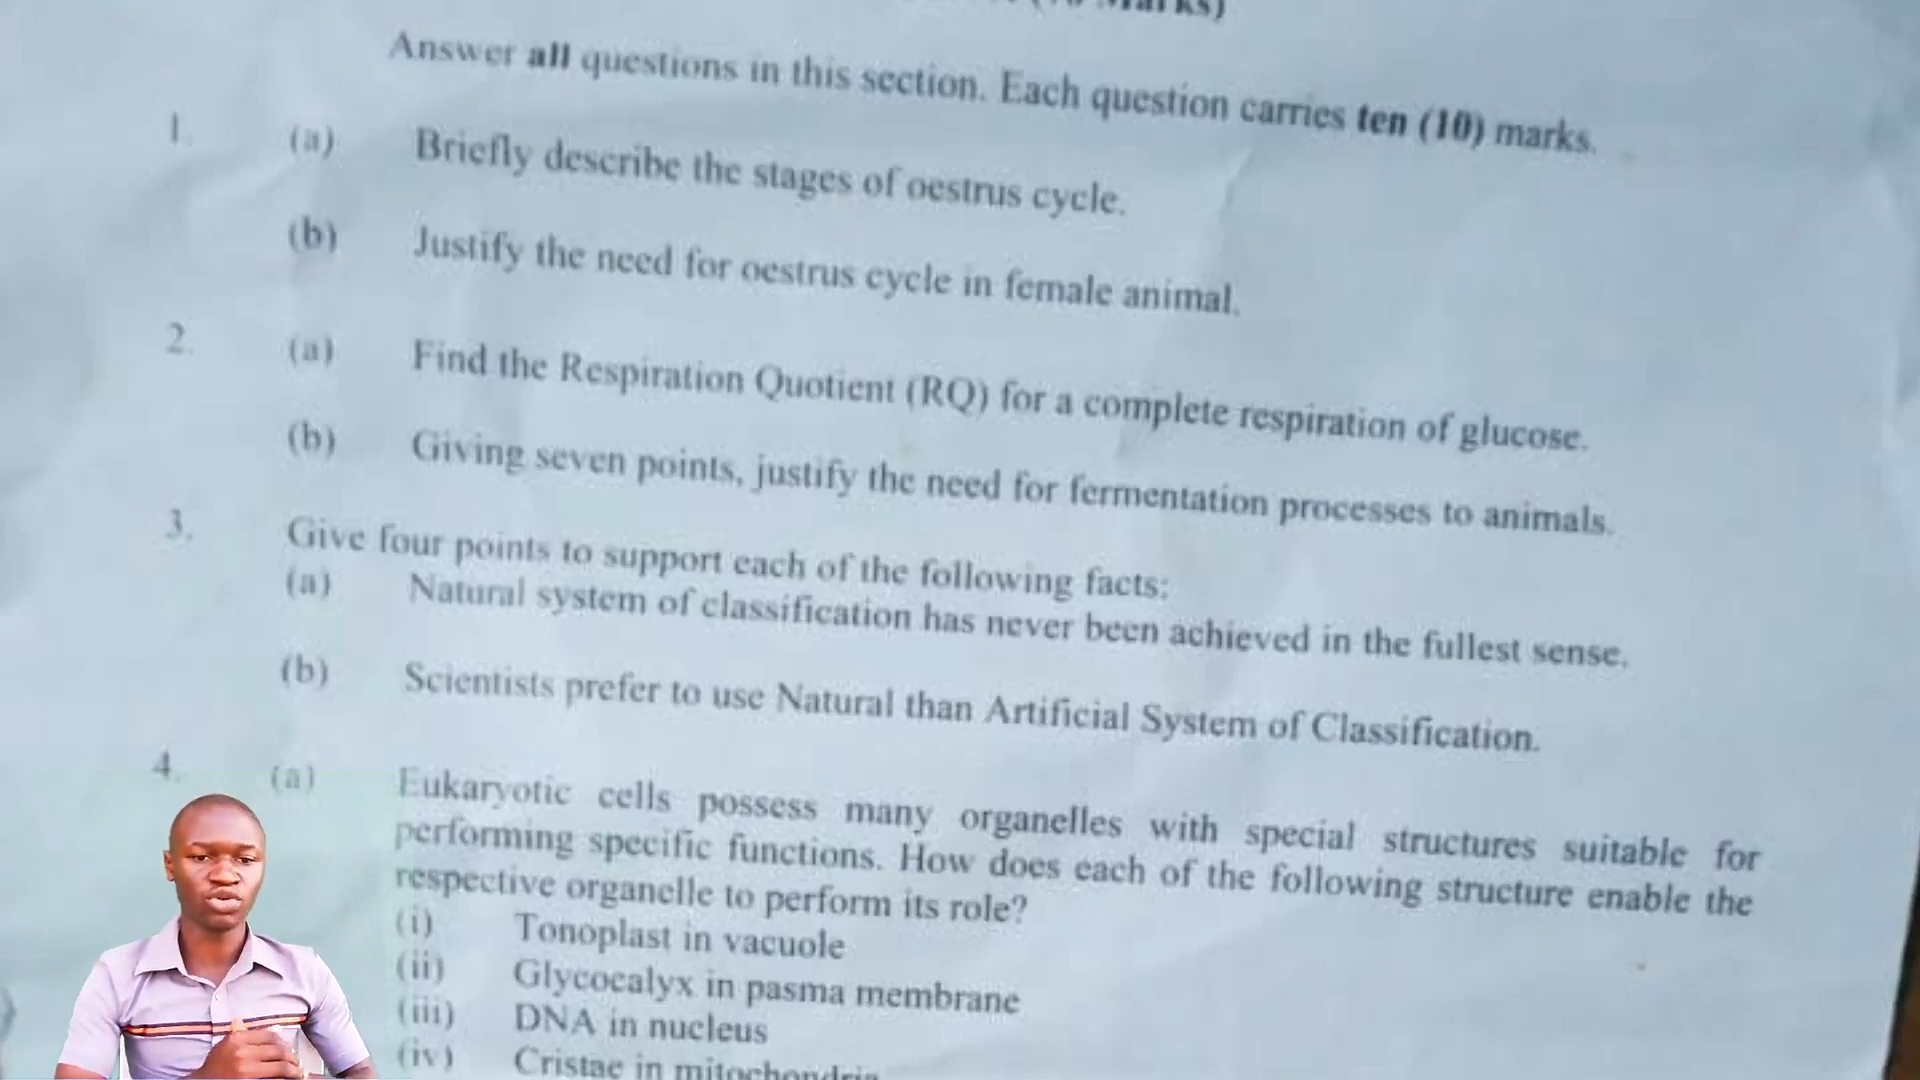 Marks)
Answer all questions in this section. Each question carries ten (10) marks.
1. (a) Briefly describe the stages of oestrus cycle.
(b) Justify the need for oestrus cycle in female animal.
2. (a) Find the Respiration Quotient (RQ) for a complete respiration of glucose.
(b) Giving seven points, justify the need for fermentation processes to animals.
3. Give four points to support each of the following facts:
(a) Natural system of classification has never been achieved in the fullest sense.
(b) Scientists prefer to use Natural than Artificial System of Classification.
4. (a) Eukaryotic cells possess many organelles with special structures suitable for
performing specific functions. How does each of the following structure enable the
respective organelle to perform its role?
(i) Tonoplast in vacuole
(ii) Glycocalyx in pasma membrane
(iii) DNA in nucleus
(iv) Cristae in mitochondria